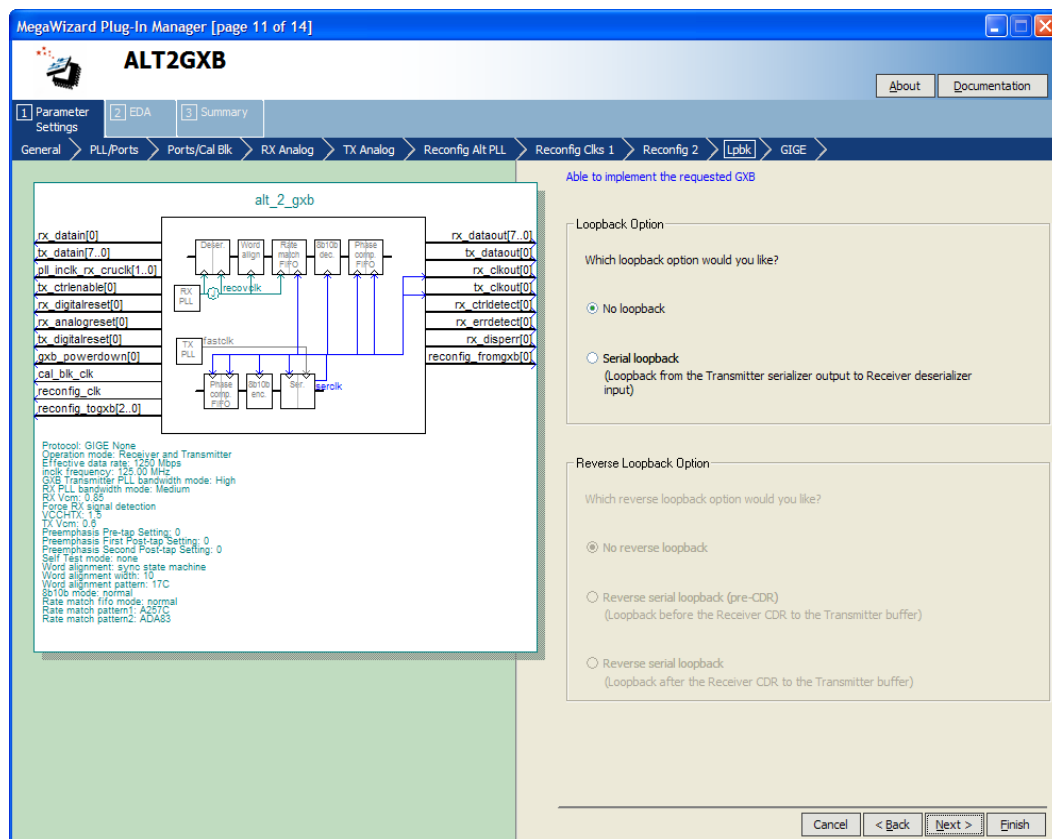 MegaWizard Plug-In Manager [page 11 of 14]
ALT2GXB
About
Documentation
1 Parameter Settings
2 EDA
3 Summary
General
PLL/Ports
Ports/Cal Blk
RX Analog
TX Analog
Reconfig Alt PLL
Reconfig Clks 1
Reconfig 2
Lpbk
GIGE
Able to implement the requested GXB
alt_2_gxb
rx_datain[0]
tx_datain[7..0]
pll_inclk_rx_cruclk[1..0]
tx_ctrlenable[0]
rx_digitalreset[0]
rx_analogreset[0]
tx_digitalreset[0]
gxb_powerdown[0]
cal_blk_clk
reconfig_clk
reconfig_togxb[2..0]
Deser.
Word align
Rate match FIFO
8b10b dec.
Phase comp. FIFO
RX PLL
recovclk
TX PLL
fastclk
Phase comp. FIFO
8b10b enc.
Ser.
serclk
rx_dataout[7..0]
tx_dataout[0]
rx_clkout[0]
tx_clkout[0]
rx_ctrldetect[0]
rx_errdetect[0]
rx_disperr[0]
reconfig_fromgxb[0]
Protocol: GIGE None
Operation mode: Receiver and Transmitter
Effective data rate: 1250 Mbps
inclk frequency: 125.00 MHz
GXB Transmitter PLL bandwidth mode: High
RX PLL bandwidth mode: Medium
RX Vcm: 0.85
Force RX signal detection
VCCHTX: 1.5
TX Vcm: 0.6
Preemphasis Pre-tap Setting: 0
Preemphasis First Post-tap Setting: 0
Preemphasis Second Post-tap Setting: 0
Self Test mode: none
Word alignment: sync state machine
Word alignment width: 10
Word alignment pattern: 17C
8b10b mode: normal
Rate match fifo mode: normal
Rate match pattern1: A257C
Rate match pattern2: ADA83
Loopback Option
Which loopback option would you like?
No loopback
Serial loopback
(Loopback from the Transmitter serializer output to Receiver deserializer
input)
Reverse Loopback Option
Which reverse loopback option would you like?
No reverse loopback
Reverse serial loopback (pre-CDR)
(Loopback before the Receiver CDR to the Transmitter buffer)
Reverse serial loopback
(Loopback after the Receiver CDR to the Transmitter buffer)
Cancel
< Back
Next >
Finish